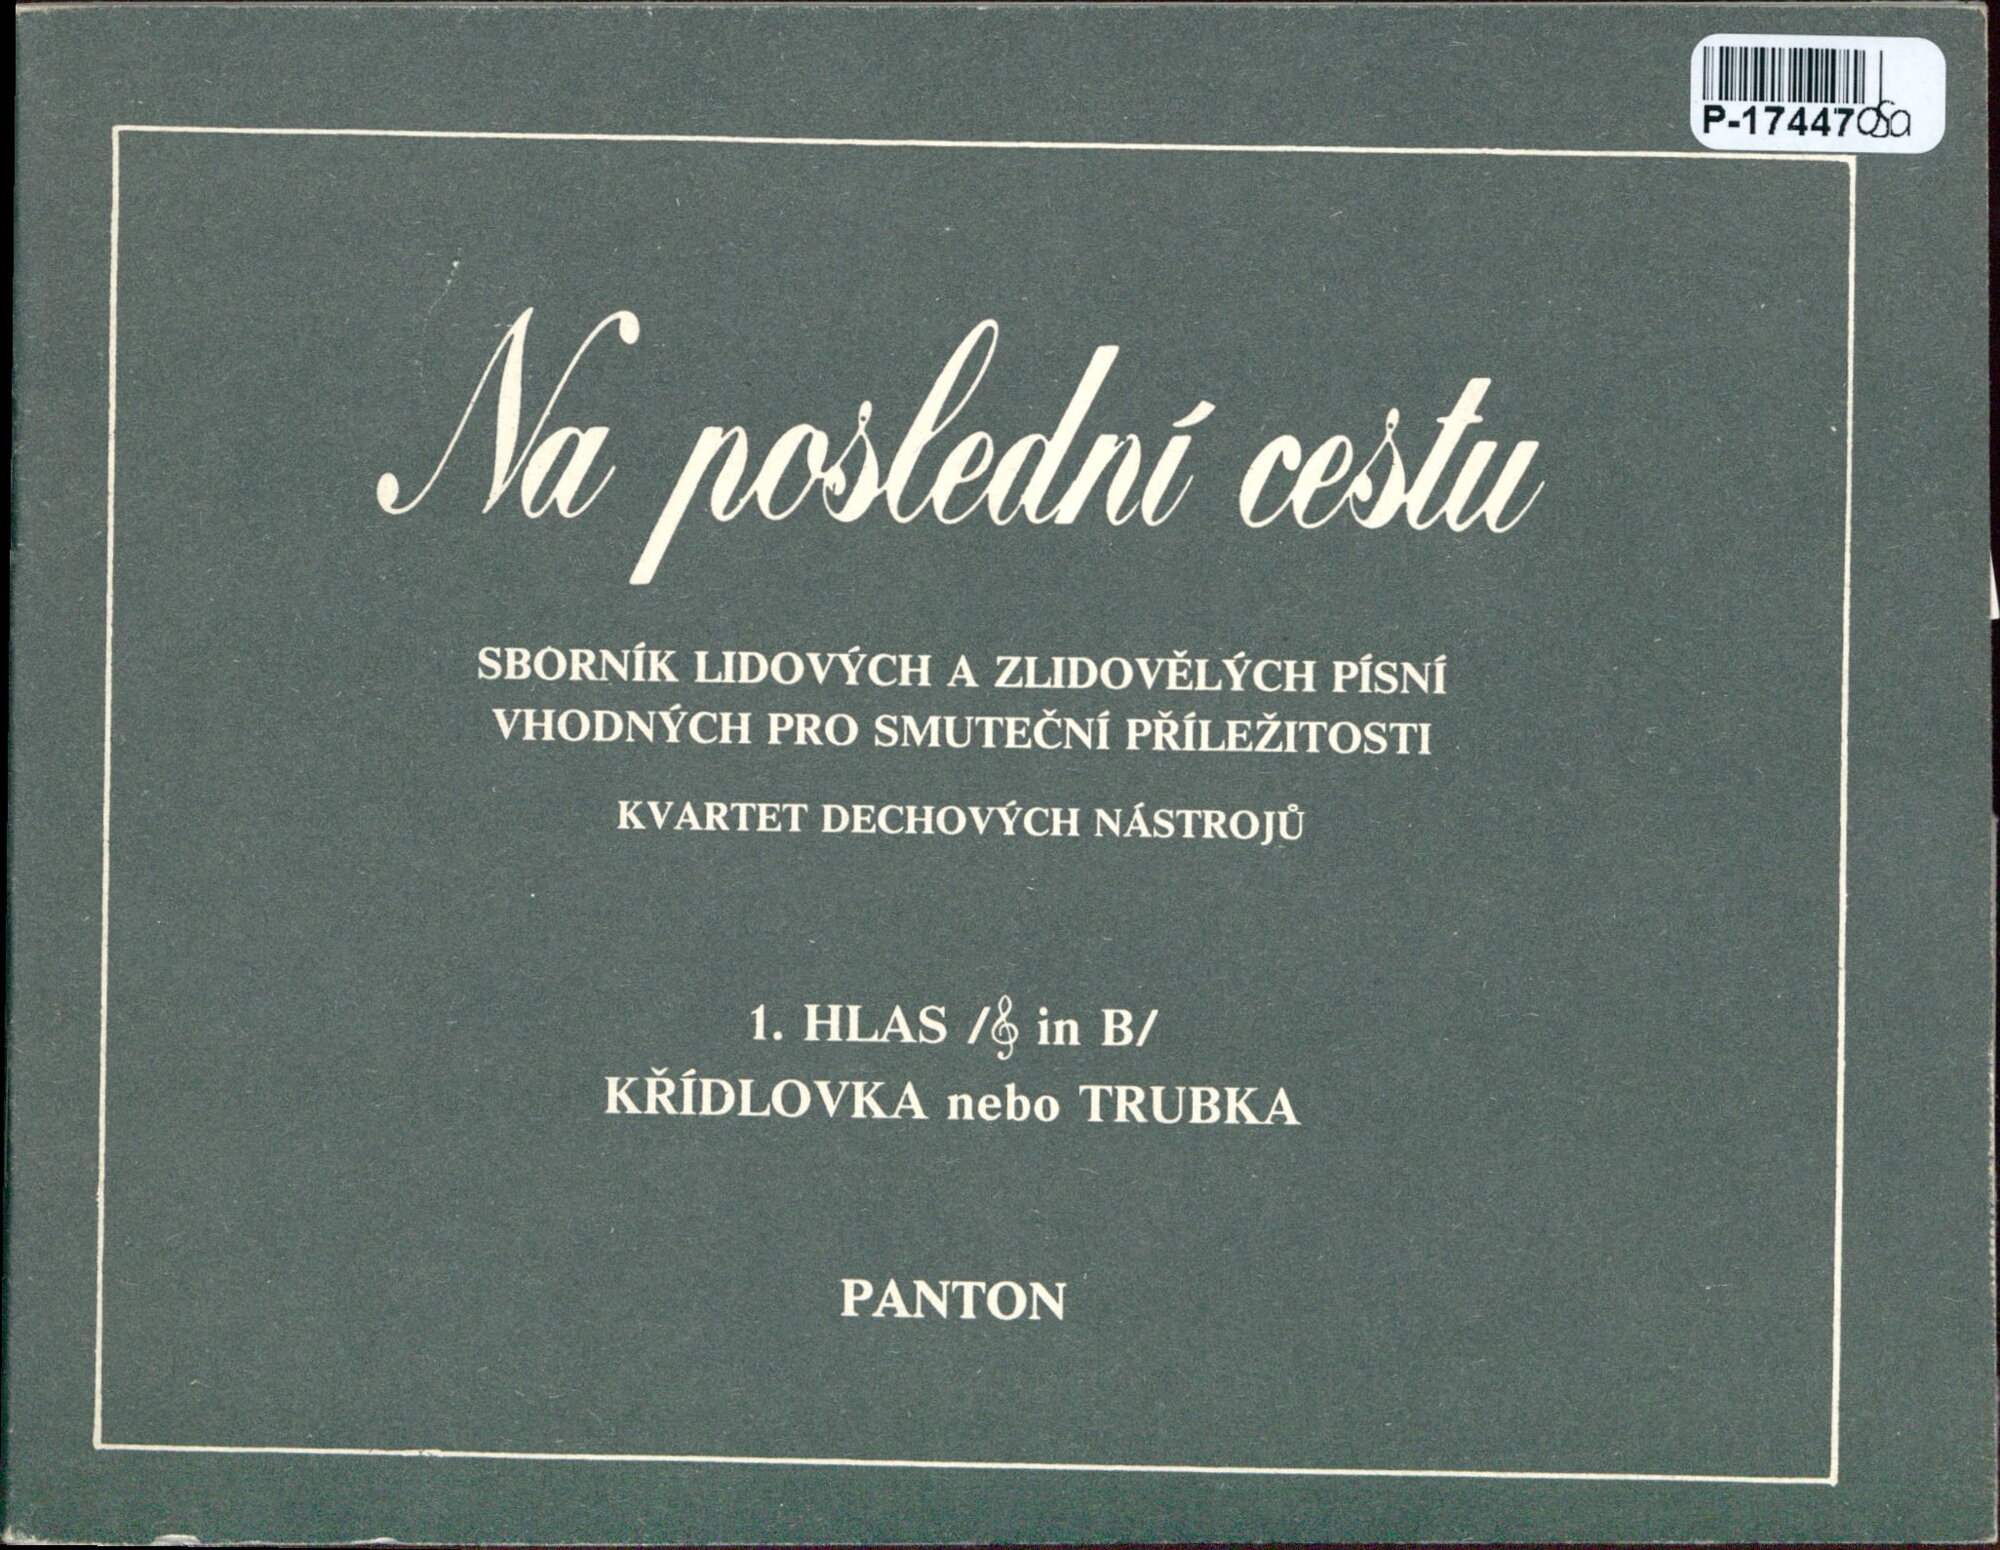 P-17447
Na poslední cestu
SBORNÍK LIDOVÝCH A ZLIDOVĚLÝCH PÍSNÍ
VHODNÝCH PRO SMUTEČNÍ PŘÍLEŽITOSTI
KVARTET DECHOVÝCH NÁSTROJŮ
1. HLAS /𝄞 in B/
KŘÍDLOVKA nebo TRUBKA
PANTON